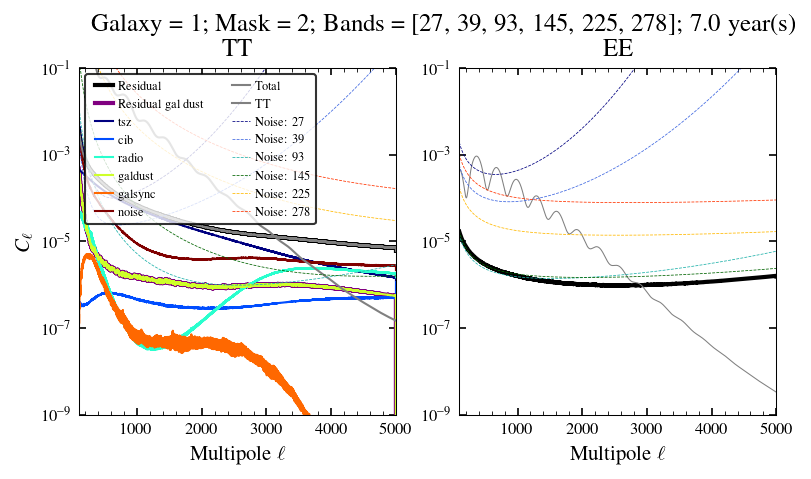 Galaxy = 1; Mask = 2; Bands = [27, 39, 93, 145, 225, 278]; 7.0 year(s)
TT
EE
Residual
Residual gal dust
tsz
cib
radio
galdust
galsync
noise
Total
TT
Noise: 27
Noise: 39
Noise: 93
Noise: 145
Noise: 225
Noise: 278
C_ℓ
10⁻¹
10⁻³
10⁻⁵
10⁻⁷
10⁻⁹
1000 2000 3000 4000 5000
Multipole ℓ
10⁻¹
10⁻³
10⁻⁵
10⁻⁷
10⁻⁹
1000 2000 3000 4000 5000
Multipole ℓ